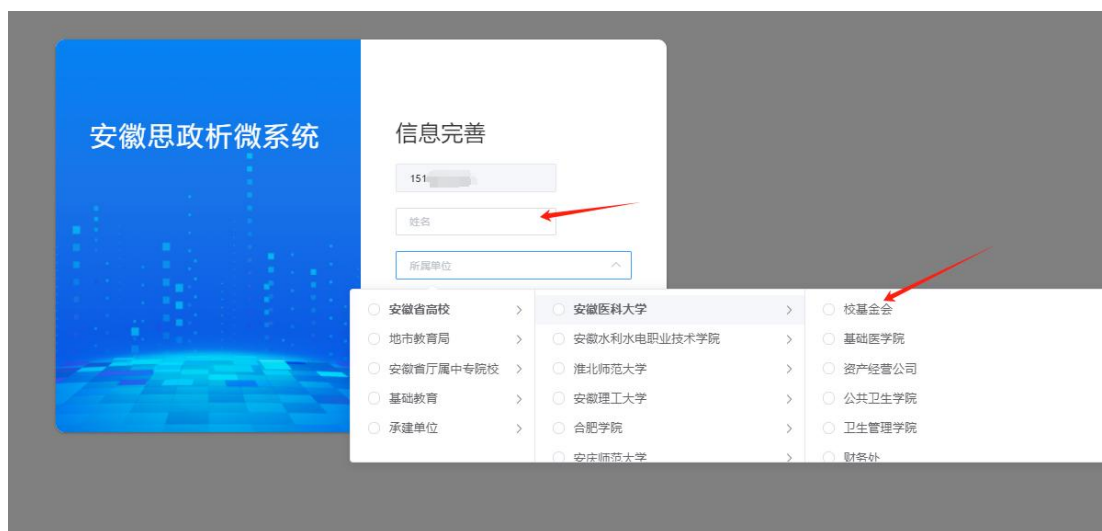 安徽思政析微系统
信息完善
151
姓名
所属单位
安徽省高校
地市教育局
安徽省厅属中专院校
基础教育
承建单位
安徽医科大学
安徽水利水电职业技术学院
淮北师范大学
安徽理工大学
合肥学院
安庆师范大学
校基金会
基础医学院
资产经营公司
公共卫生学院
卫生管理学院
财务处